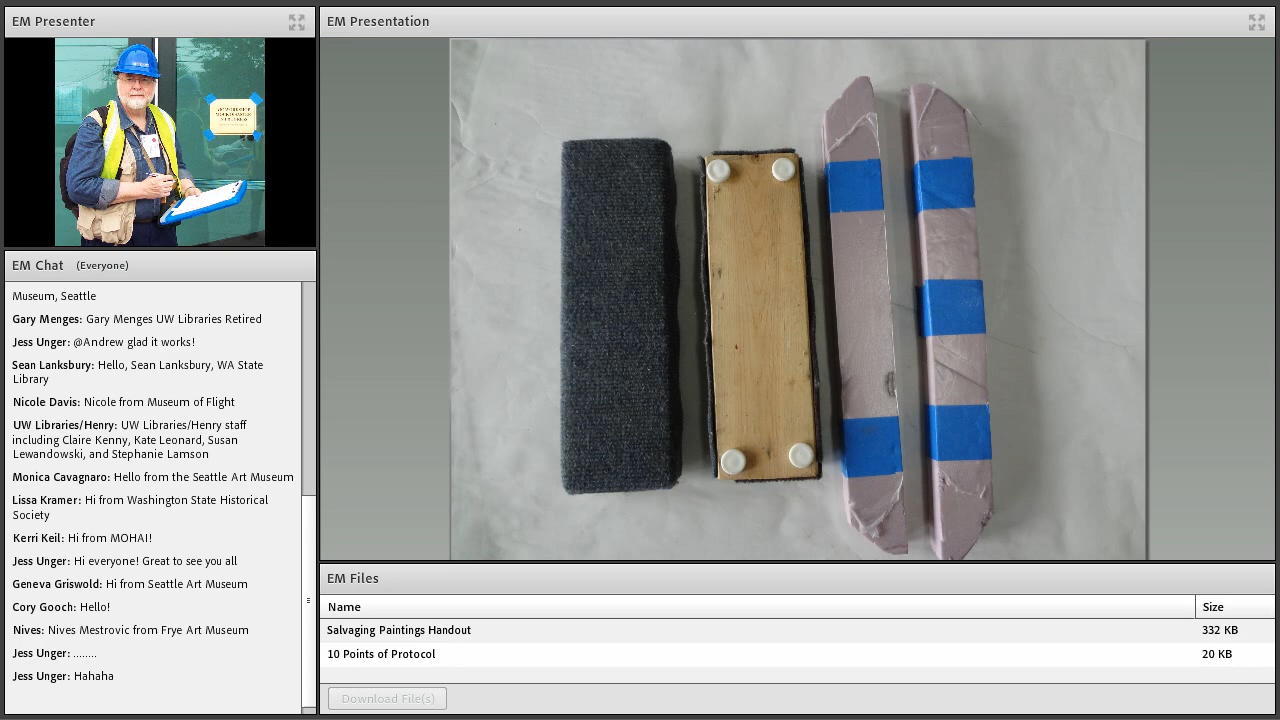 EM Presenter
EM Chat (Everyone)
Museum, Seattle
Gary Menges: Gary Menges UW Libraries Retired
Jess Unger: @Andrew glad it works!
Sean Lanksbury: Hello, Sean Lanksbury, WA State
Library
Nicole Davis: Nicole from Museum of Flight
UW Libraries/Henry: UW Libraries/Henry staff
including Claire Kenny, Kate Leonard, Susan
Lewandowski, and Stephanie Lamson
Monica Cavagnaro: Hello from the Seattle Art Museum
Lissa Kramer: Hi from Washington State Historical
Society
Kerri Keil: Hi from MOHAI!
Jess Unger: Hi everyone! Great to see you all
Geneva Griswold: Hi from Seattle Art Museum
Cory Gooch: Hello!
Nives: Nives Mestrovic from Frye Art Museum
Jess Unger: ........
Jess Unger: Hahaha
EM Presentation
EM Files
Name Size
Salvaging Paintings Handout 332 KB
10 Points of Protocol 20 KB
Download File(s)